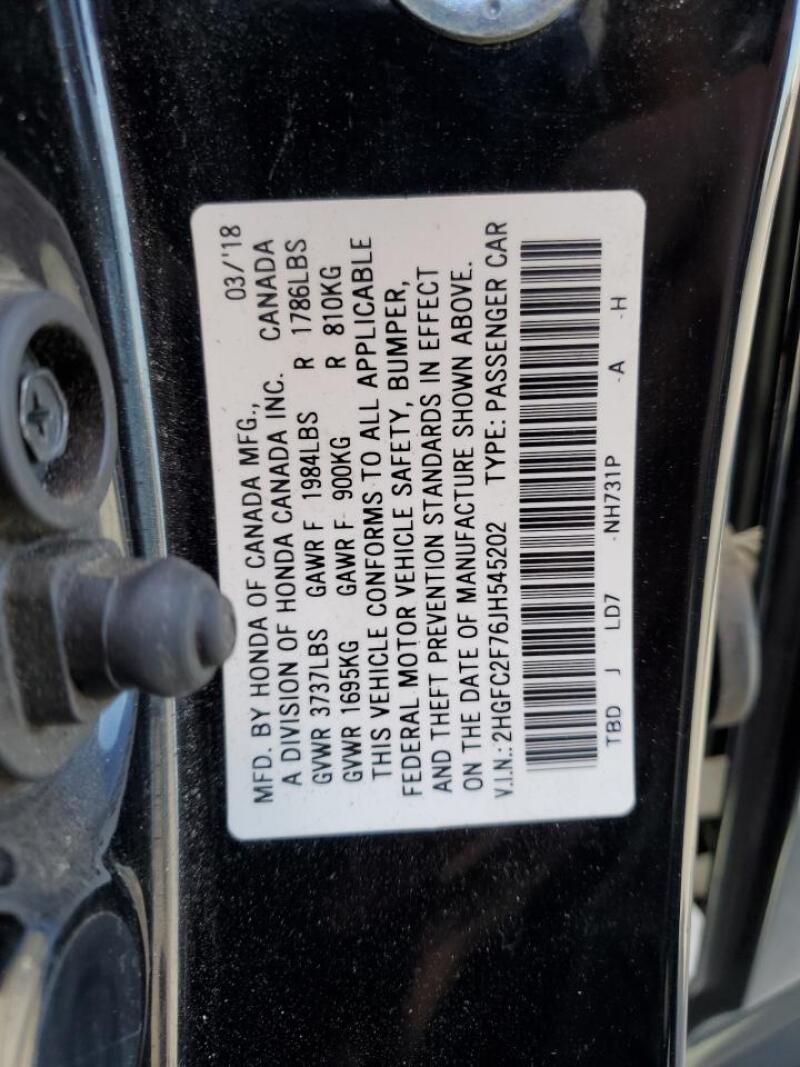 MFD. BY HONDA OF CANADA MFG., 03/'18
A DIVISION OF HONDA CANADA INC. CANADA
GVWR 3737LBS GAWR F 1984LBS R 1786LBS
GVWR 1695KG GAWR F 900KG R 810KG
THIS VEHICLE CONFORMS TO ALL APPLICABLE
FEDERAL MOTOR VEHICLE SAFETY, BUMPER,
AND THEFT PREVENTION STANDARDS IN EFFECT
ON THE DATE OF MANUFACTURE SHOWN ABOVE.
V.I.N.: 2HGFC2F76JH545202 TYPE: PASSENGER CAR
TBD J LD7 -NH731P -A -H